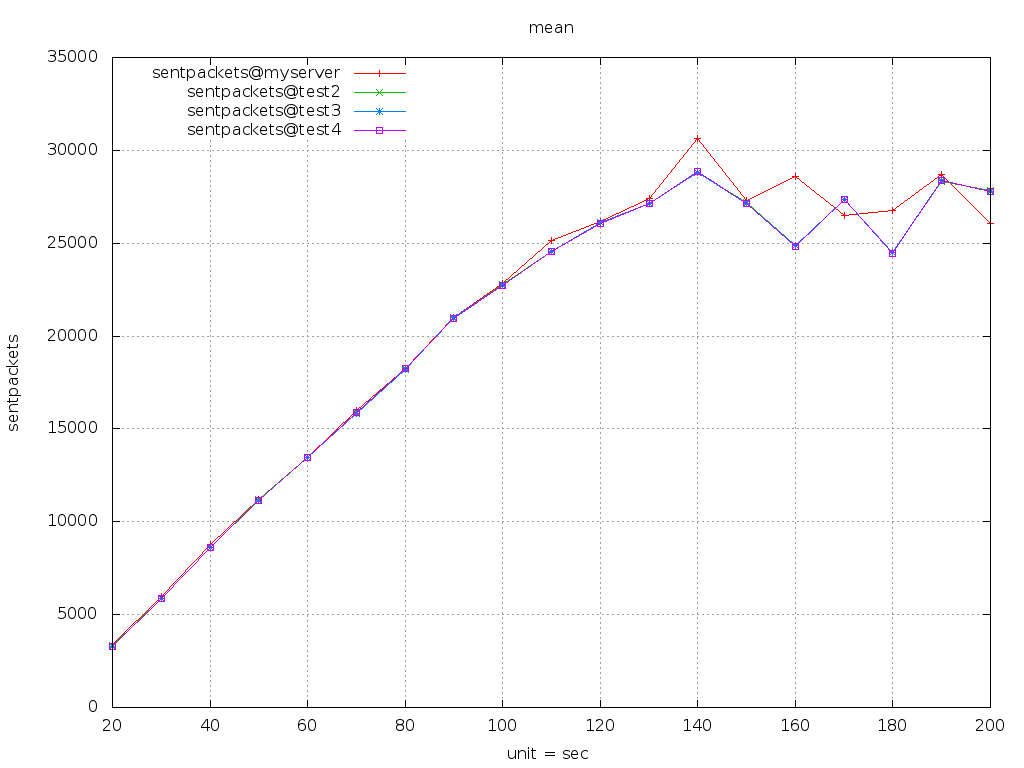 mean
35000
30000
25000
20000
15000
10000
5000
0
sentpackets
sentpackets@myserver
sentpackets@test2
sentpackets@test3
sentpackets@test4
20 40 60 80 100 120 140 160 180 200
unit = sec